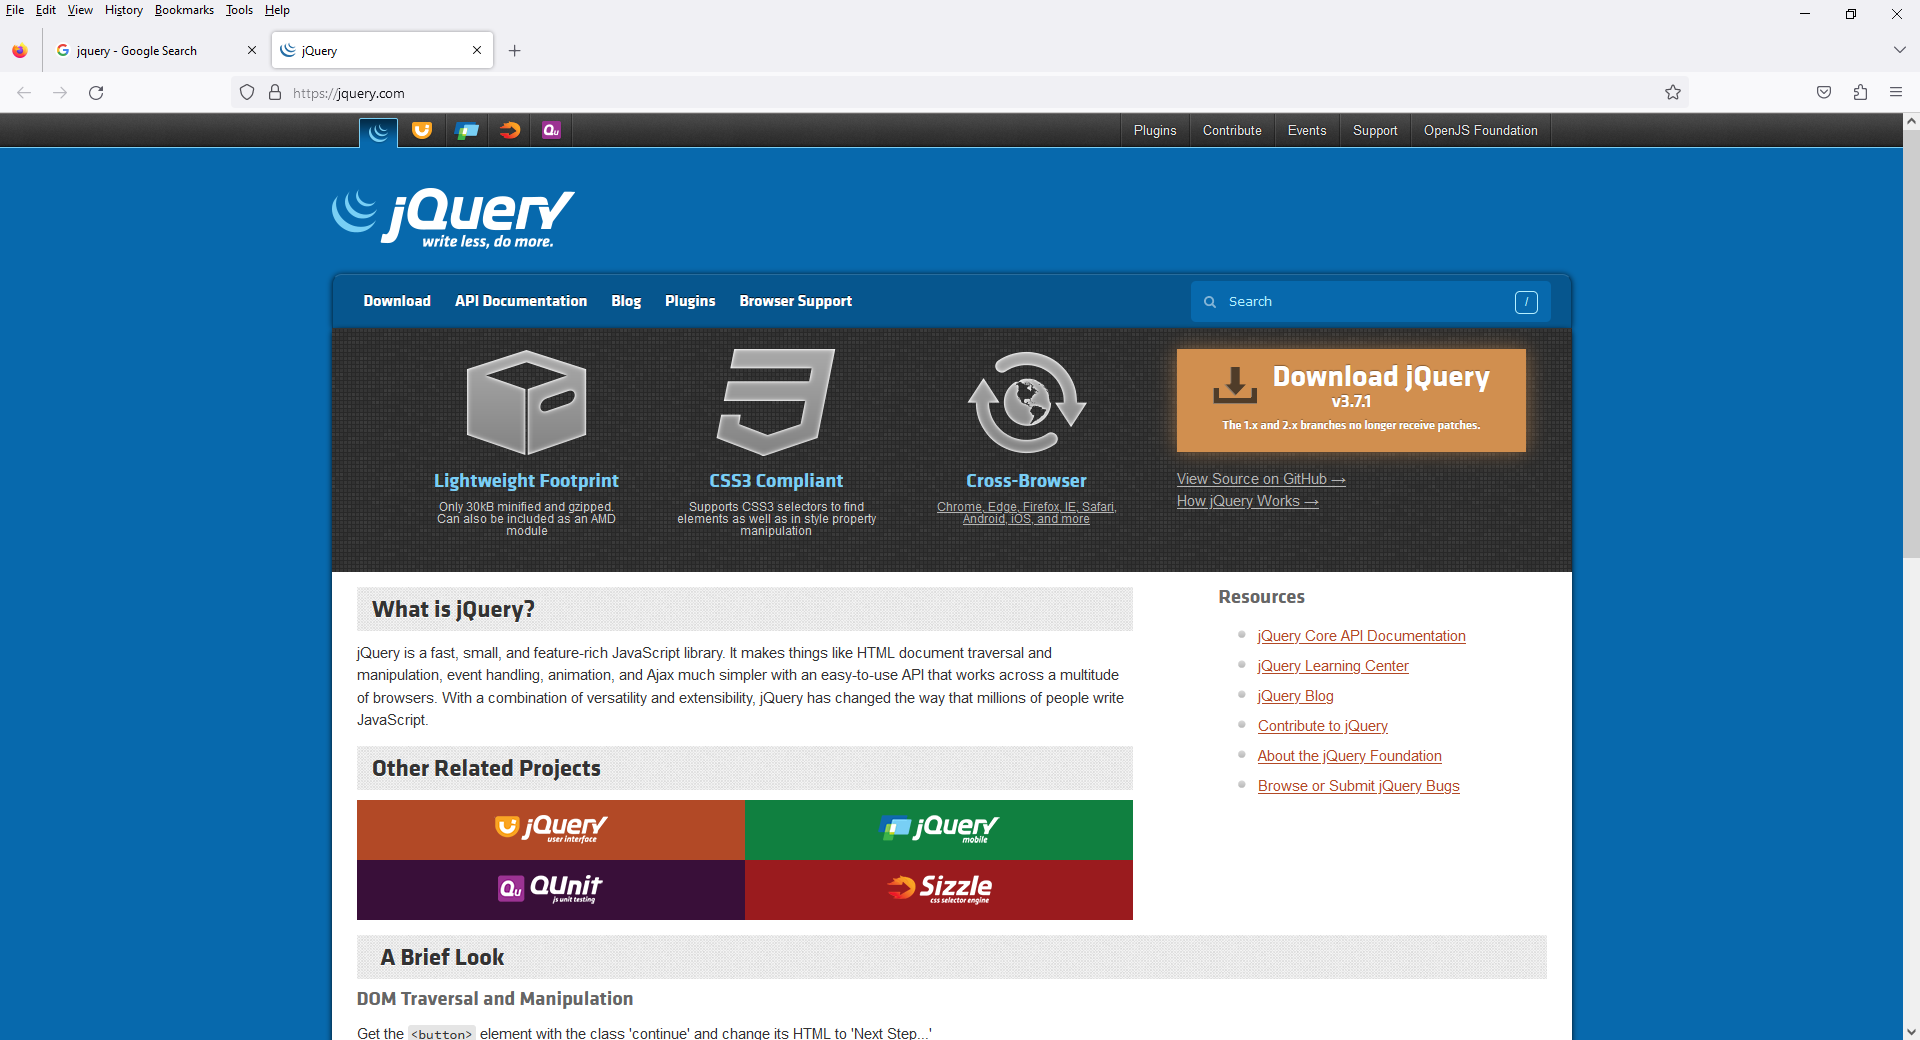 File Edit View History Bookmarks Tools Help
jquery - Google Search
jQuery
https://jquery.com
Qu
Plugins Contribute Events Support OpenJS Foundation
jQuery
write less, do more.
Download API Documentation Blog Plugins Browser Support
Search
/
Lightweight Footprint
Only 30kB minified and gzipped.
Can also be included as an AMD
module
CSS3 Compliant
Supports CSS3 selectors to find
elements as well as in style property
manipulation
Cross-Browser
Chrome, Edge, Firefox, IE, Safari,
Android, iOS, and more
Download jQuery
v3.7.1
The 1.x and 2.x branches no longer receive patches.
View Source on GitHub →
How jQuery Works →
What is jQuery?
jQuery is a fast, small, and feature-rich JavaScript library. It makes things like HTML document traversal and
manipulation, event handling, animation, and Ajax much simpler with an easy-to-use API that works across a multitude
of browsers. With a combination of versatility and extensibility, jQuery has changed the way that millions of people write
JavaScript.
Resources
jQuery Core API Documentation
jQuery Learning Center
jQuery Blog
Contribute to jQuery
About the jQuery Foundation
Browse or Submit jQuery Bugs
Other Related Projects
jQuery
user interface
jQuery
mobile
Qu QUnit
js unit testing
Sizzle
css selector engine
A Brief Look
DOM Traversal and Manipulation
Get the <button> element with the class 'continue' and change its HTML to 'Next Step...'